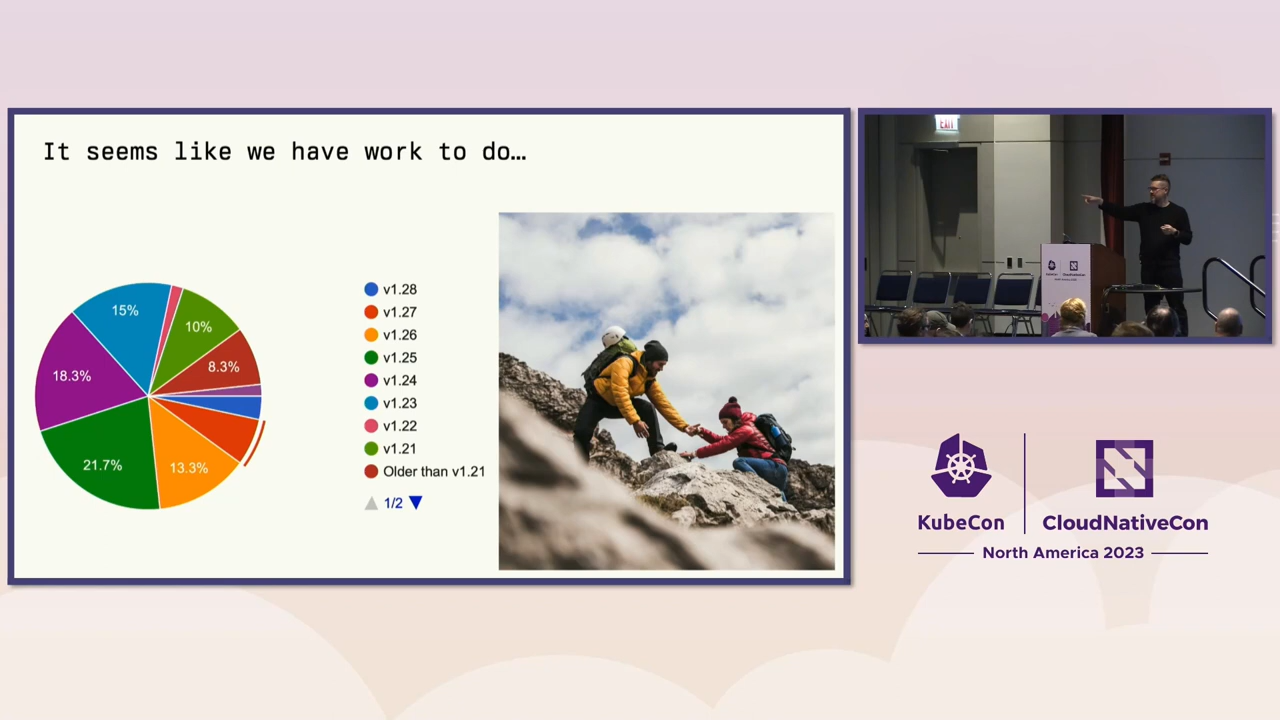 It seems like we have work to do…
15%
10%
18.3%
8.3%
21.7%
13.3%
v1.28
v1.27
v1.26
v1.25
v1.24
v1.23
v1.22
v1.21
Older than v1.21
1/2
EXIT
KubeCon
CloudNativeCon
North America 2023